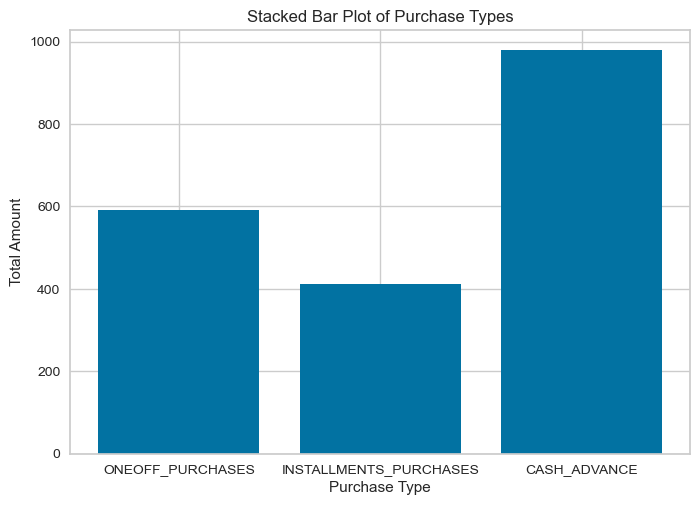 Stacked Bar Plot of Purchase Types
1000
800
600
400
200
0
Total Amount
ONEOFF_PURCHASES INSTALLMENTS_PURCHASES CASH_ADVANCE
Purchase Type